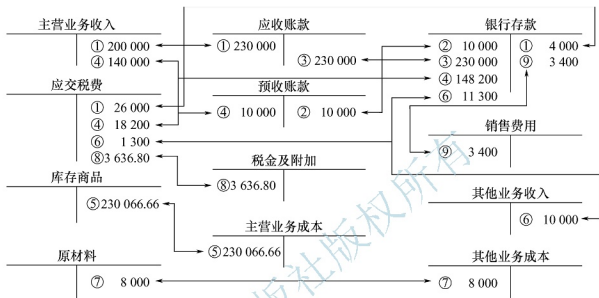 主营业务收入 应收账款 银行存款
① 200 000 ① 230 000 ② 10 000 ① 4 000
④ 140 000 ③ 230 000 ③ 230 000 ⑨ 3 400
④ 148 200
应交税费 预收账款 ⑥ 11 300
① 26 000 ④ 10 000 ② 10 000
④ 18 200
⑥ 1 300
⑧3 636.80
销售费用
⑨ 3 400
税金及附加
⑧3 636.80
库存商品 其他业务收入
⑤230 066.66 ⑥ 10 000
主营业务成本
⑤230 066.66
原材料 其他业务成本
⑦ 8 000 ⑦ 8 000
版社版权所有